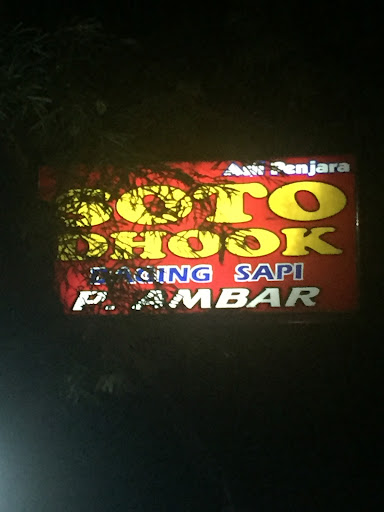 Asli Penjara
SOTO
DHOOK
DAGING SAPI
P. AMBAR